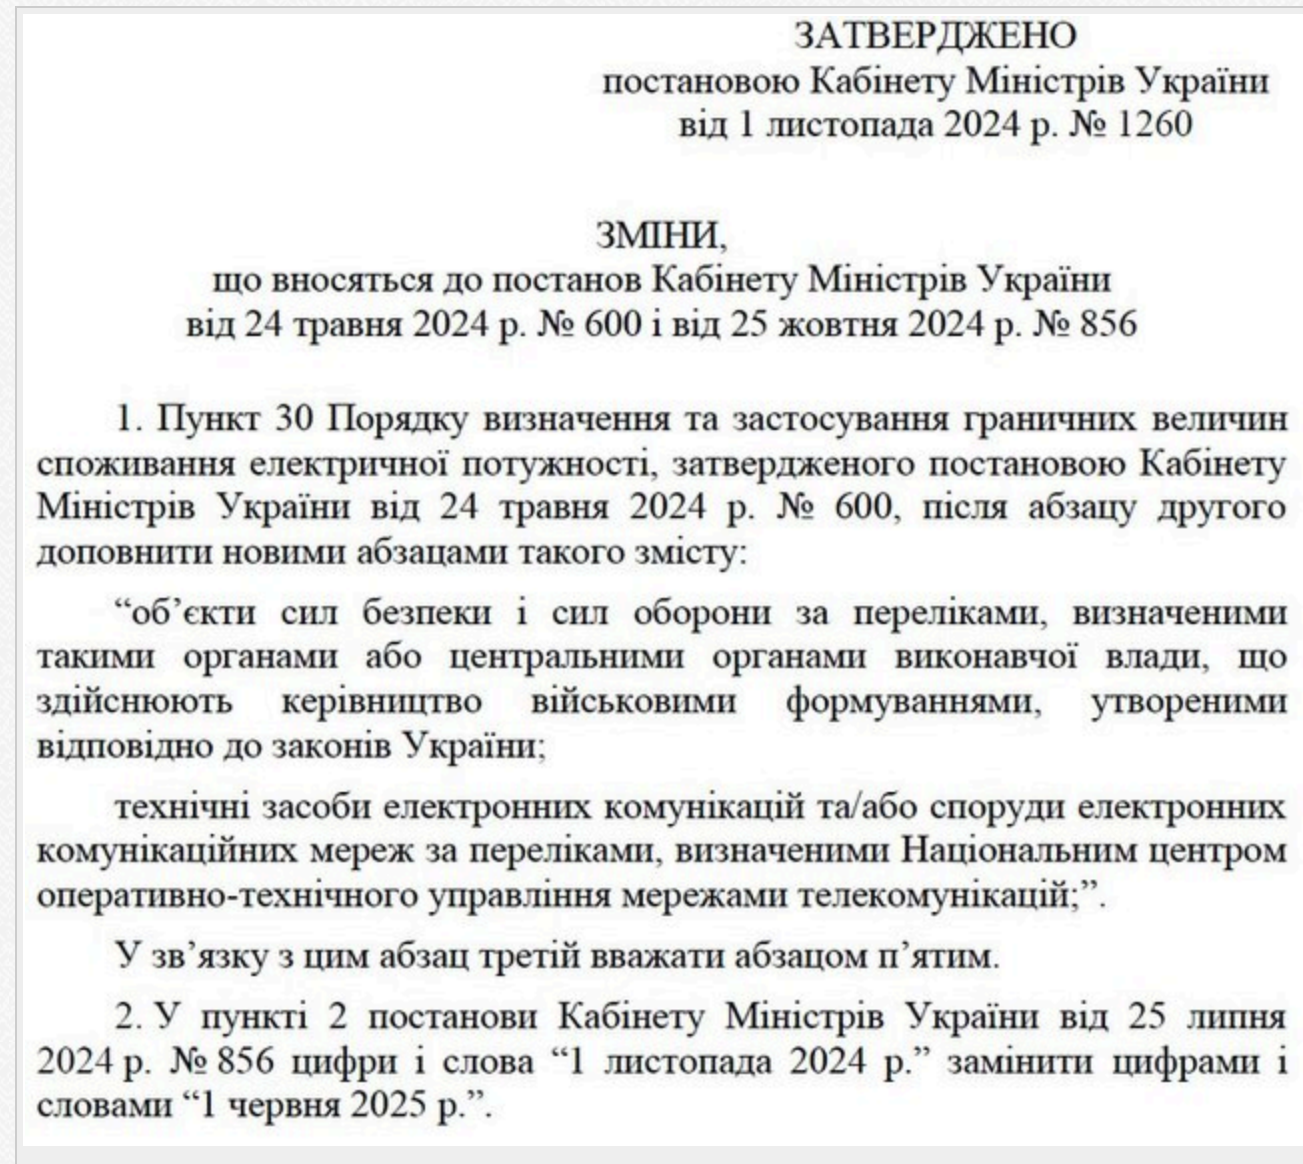 ЗАТВЕРДЖЕНО
постановою Кабінету Міністрів України
від 1 листопада 2024 р. № 1260
ЗМІНИ,
що вносяться до постанов Кабінету Міністрів України
від 24 травня 2024 р. № 600 і від 25 жовтня 2024 р. № 856
1. Пункт 30 Порядку визначення та застосування граничних величин
споживання електричної потужності, затвердженого постановою Кабінету
Міністрів України від 24 травня 2024 р. № 600, після абзацу другого
доповнити новими абзацами такого змісту:
“об’єкти сил безпеки і сил оборони за переліками, визначеними
такими органами або центральними органами виконавчої влади, що
здійснюють керівництво військовими формуваннями, утвореними
відповідно до законів України;
технічні засоби електронних комунікацій та/або споруди електронних
комунікаційних мереж за переліками, визначеними Національним центром
оперативно-технічного управління мережами телекомунікацій;”.
У зв’язку з цим абзац третій вважати абзацом п’ятим.
2. У пункті 2 постанови Кабінету Міністрів України від 25 липня
2024 р. № 856 цифри і слова “1 листопада 2024 р.” замінити цифрами і
словами “1 червня 2025 р.”.